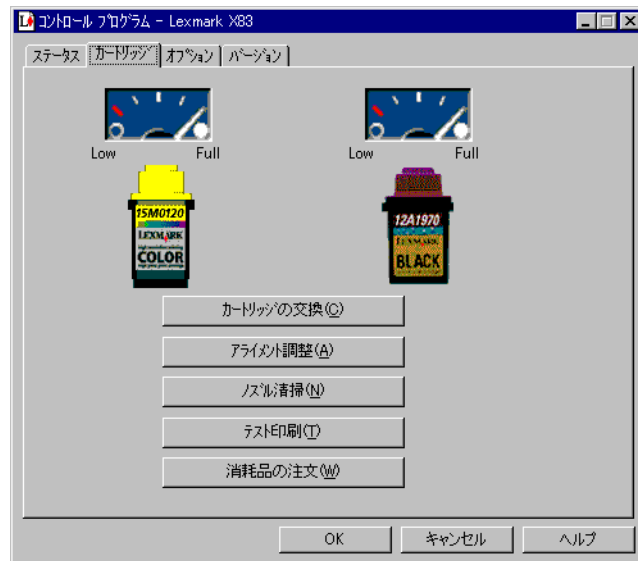 コントロール プログラム - Lexmark X83
ステータス カートリッジ オプション バージョン
Low Full Low Full
15M0120
LEXMARK
COLOR
12A1970
LEXMARK
BLACK
カートリッジの交換(C)
アライメント調整(A)
ノズル清掃(N)
テスト印刷(T)
消耗品の注文(W)
OK キャンセル ヘルプ